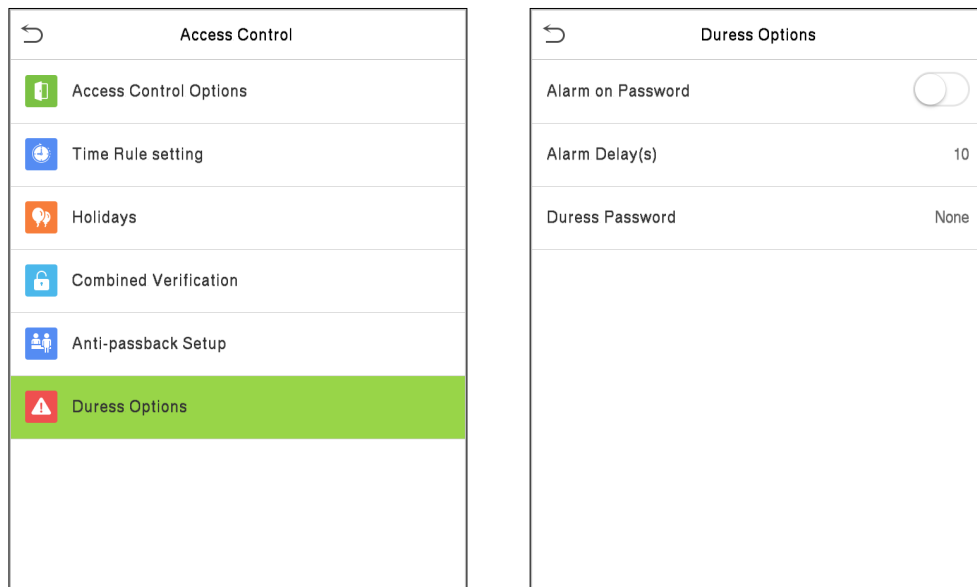 Access Control
Access Control Options
Time Rule setting
Holidays
Combined Verification
Anti-passback Setup
Duress Options
Duress Options
Alarm on Password
Alarm Delay(s) 10
Duress Password None